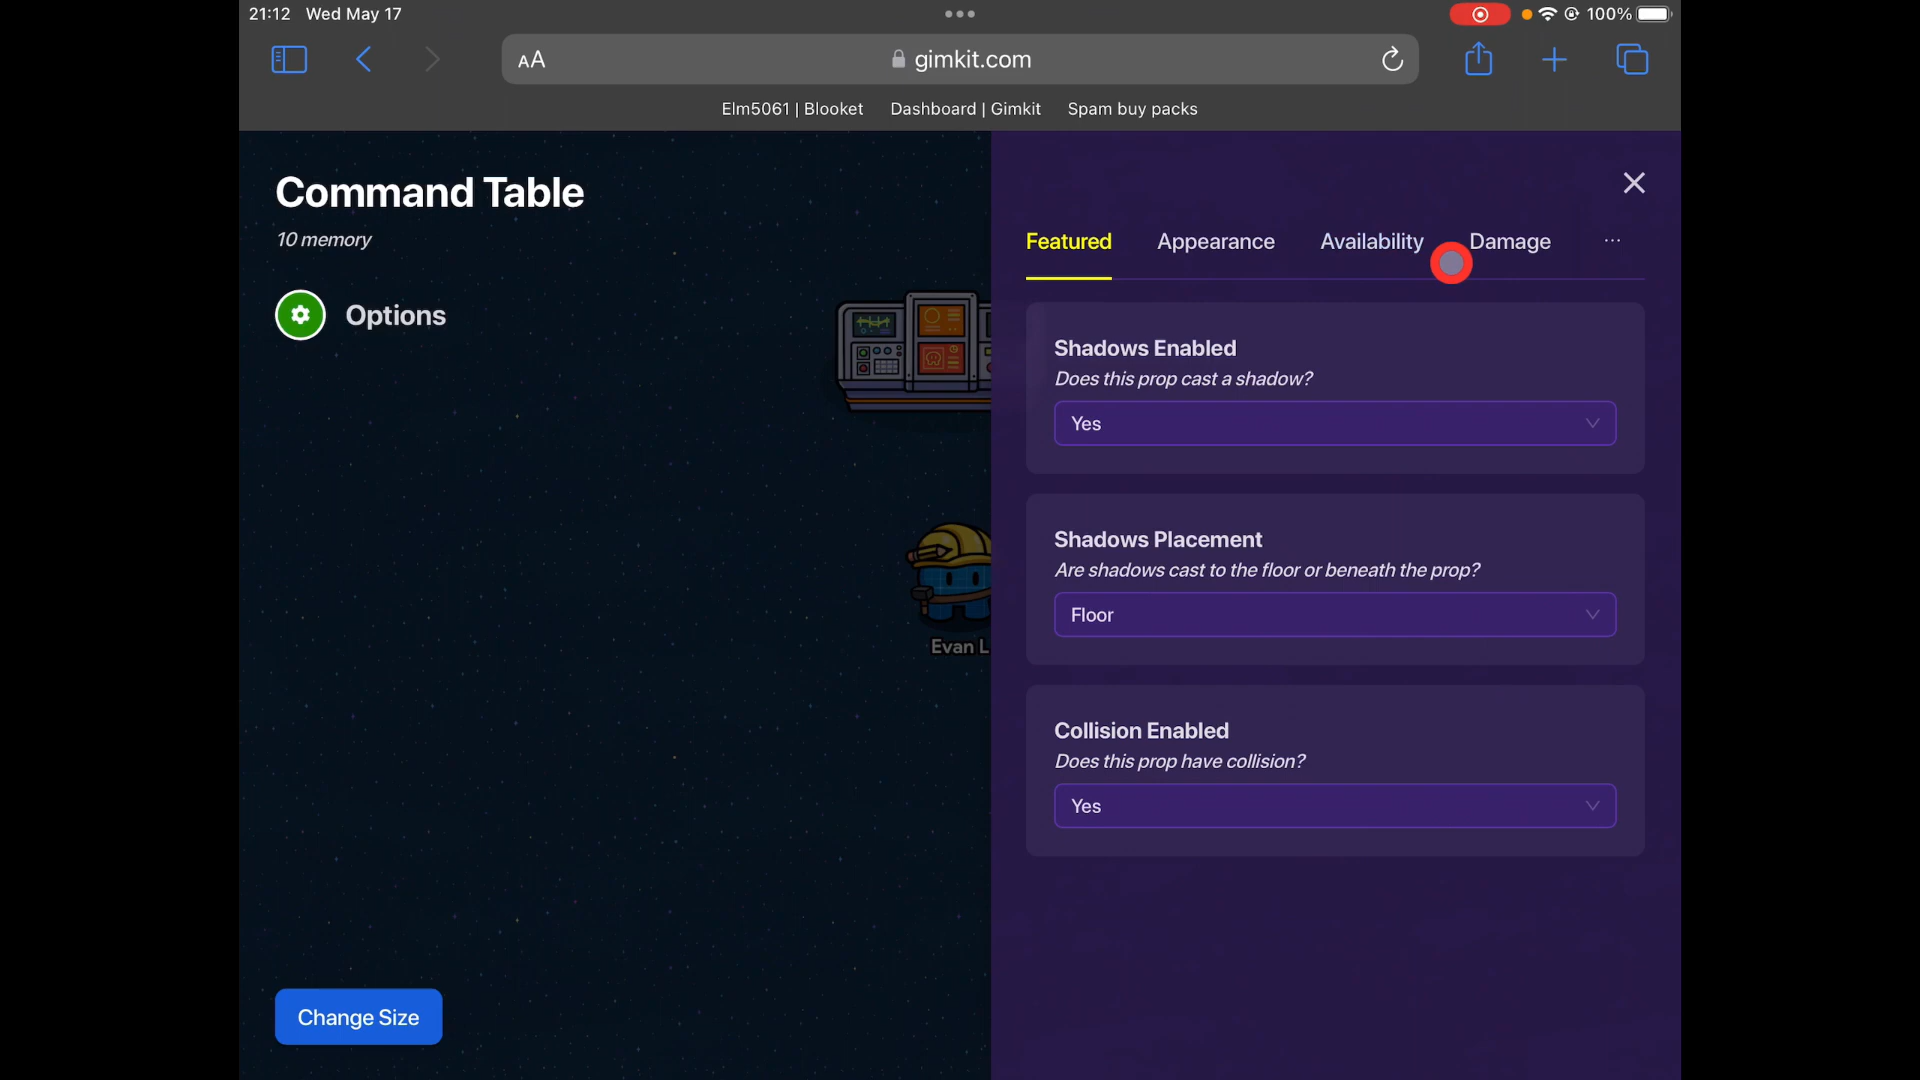 21:12 Wed May 17
100%
AA
gimkit.com
Elm5061 | Blooket Dashboard | Gimkit Spam buy packs
Command Table
10 memory
Options
Evan L
Change Size
Featured Appearance Availability Damage ...
Shadows Enabled
Does this prop cast a shadow?
Yes
Shadows Placement
Are shadows cast to the floor or beneath the prop?
Floor
Collision Enabled
Does this prop have collision?
Yes